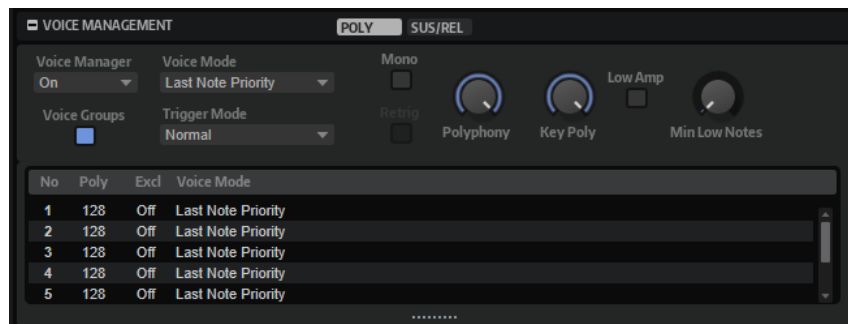 VOICE MANAGEMENT POLY SUS/REL
Voice Manager Voice Mode Mono
On Last Note Priority
Low Amp
Voice Groups Trigger Mode Retrig
Normal Polyphony Key Poly Min Low Notes
No Poly Excl Voice Mode
1 128 Off Last Note Priority
2 128 Off Last Note Priority
3 128 Off Last Note Priority
4 128 Off Last Note Priority
5 128 Off Last Note Priority